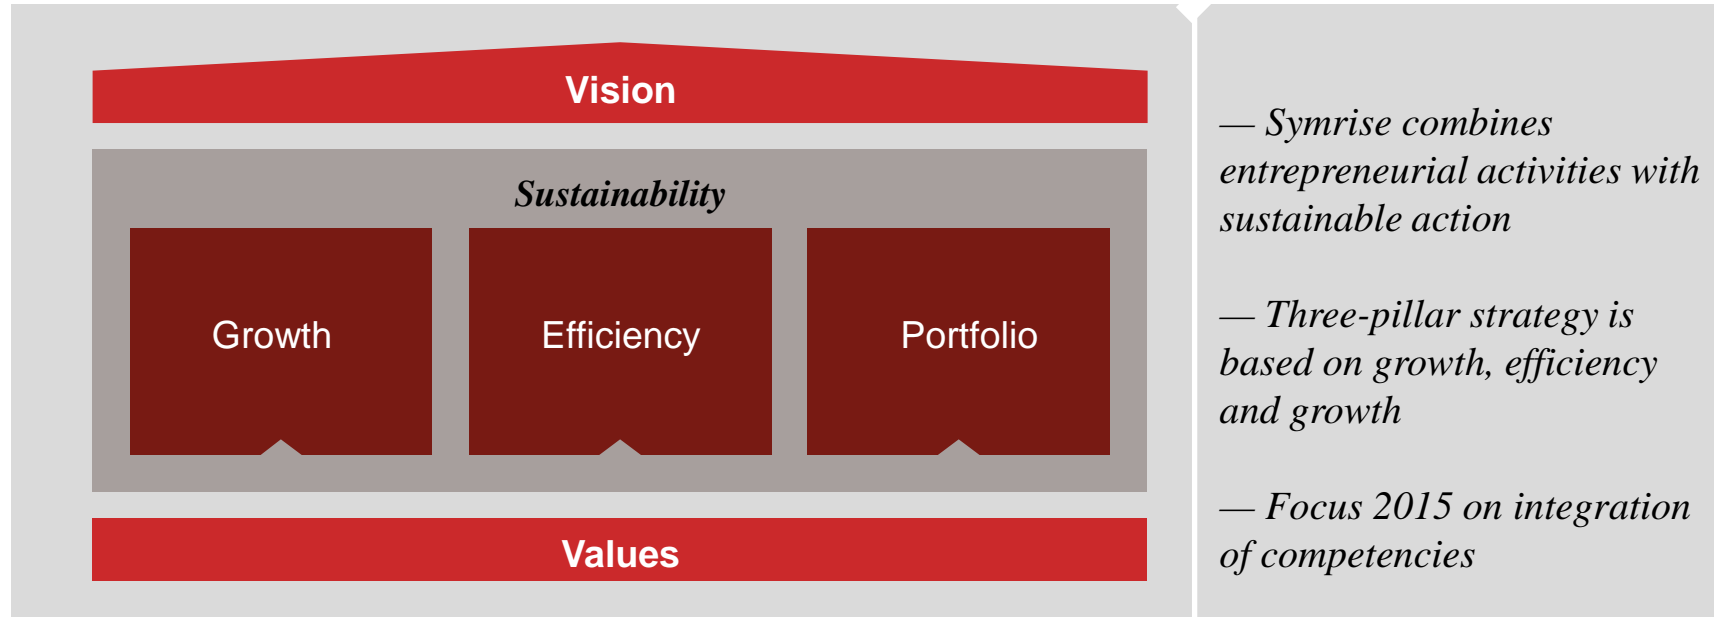 Vision
Sustainability
Growth
Efficiency
Portfolio
Values
— Symrise combines
entrepreneurial activities with
sustainable action
— Three-pillar strategy is
based on growth, efficiency
and growth
— Focus 2015 on integration
of competencies